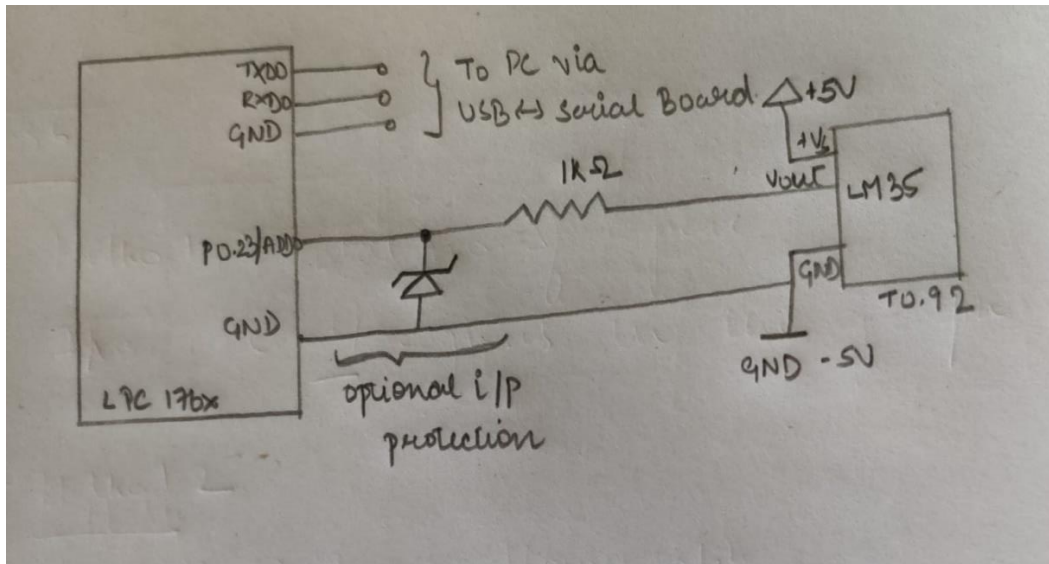 TXD0
RXD0
GND
} To PC via
USB↔ Serial Board
+5V
1KΩ
+Vs
Vout
LM35
P0.23/AD0
GND
GND
TO.92
GND - 5V
LPC 176x
optional i/p
protection